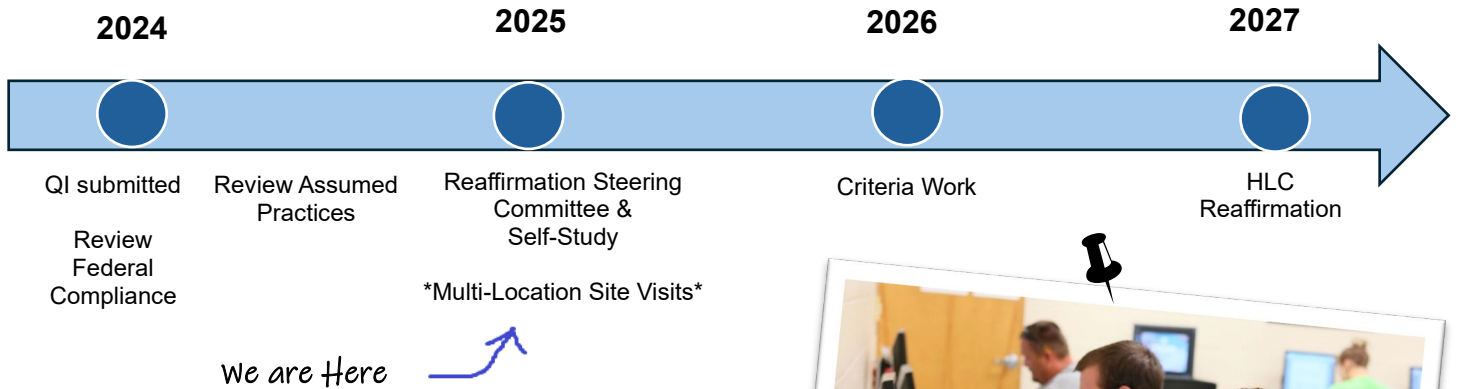 2024
2025
2026
2027
QI submitted
Review
Federal
Compliance
Review Assumed
Practices
Reaffirmation Steering
Committee &
Self-Study
*Multi-Location Site Visits*
Criteria Work
HLC
Reaffirmation
We are Here